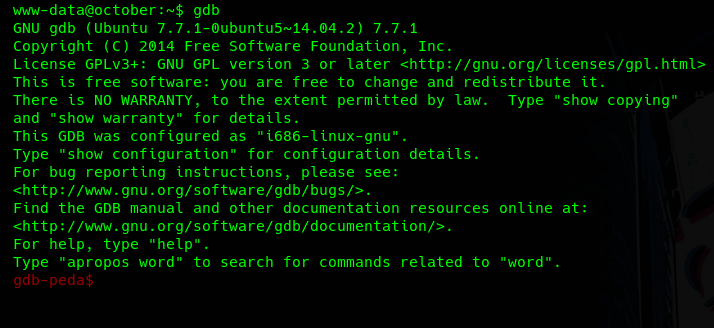 www-data@october:~$ gdb
GNU gdb (Ubuntu 7.7.1-0ubuntu5~14.04.2) 7.7.1
Copyright (C) 2014 Free Software Foundation, Inc.
License GPLv3+: GNU GPL version 3 or later <http://gnu.org/licenses/gpl.html>
This is free software: you are free to change and redistribute it.
There is NO WARRANTY, to the extent permitted by law.  Type "show copying"
and "show warranty" for details.
This GDB was configured as "i686-linux-gnu".
Type "show configuration" for configuration details.
For bug reporting instructions, please see:
<http://www.gnu.org/software/gdb/bugs/>.
Find the GDB manual and other documentation resources online at:
<http://www.gnu.org/software/gdb/documentation/>.
For help, type "help".
Type "apropos word" to search for commands related to "word".
gdb-peda$